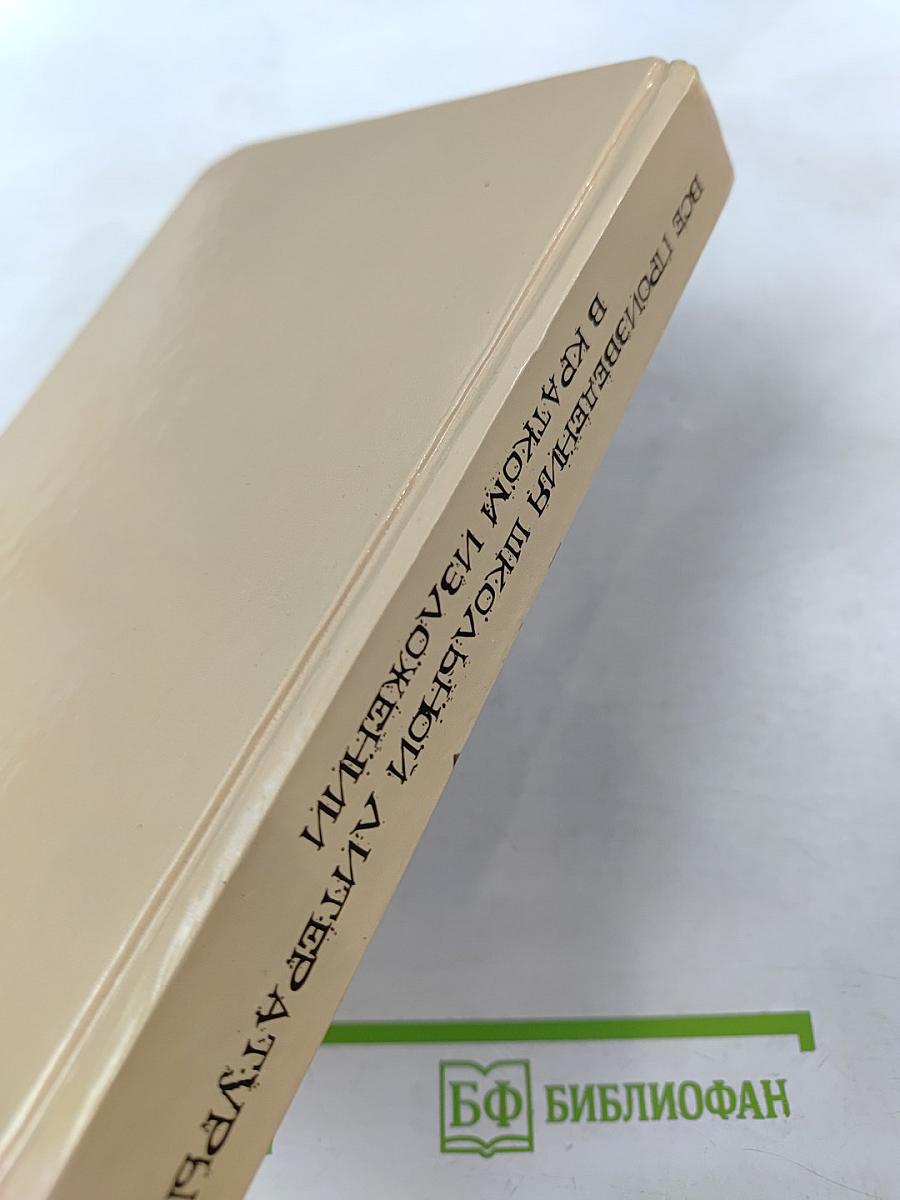 ВСЕ ПРОИЗВЕДЕНИЯ ШКОЛЬНОЙ ЛИТЕРАТУРЫ
В КРАТКОМ ИЗЛОЖЕНИИ
БФ БИБЛИОФАН